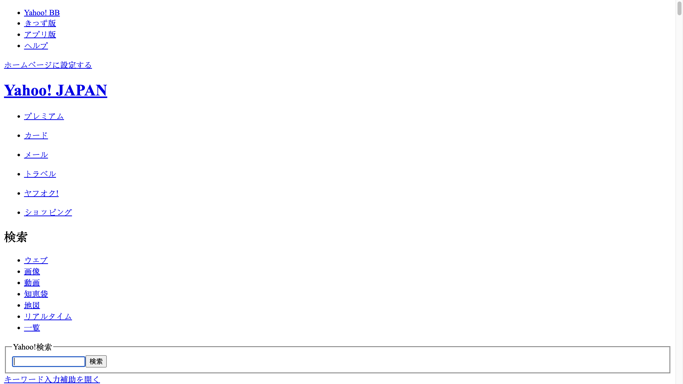 Yahoo! BB
きっず版
アプリ版
ヘルプ
ホームページに設定する
Yahoo! JAPAN
プレミアム
カード
メール
トラベル
ヤフオク!
ショッピング
検索
ウェブ
画像
動画
知恵袋
地図
リアルタイム
一覧
Yahoo!検索
検索
キーワード入力補助を開く